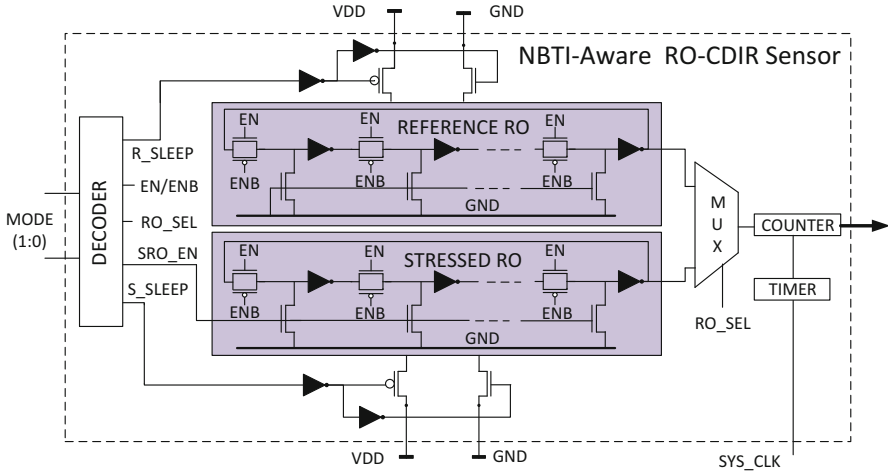 VDD
GND
NBTI-Aware RO-CDIR Sensor
EN
REFERENCE RO
EN
EN
R_SLEEP
ENB
ENB
ENB
EN/ENB
GND
MODE
(1:0)
DECODER
RO_SEL
MUX
COUNTER
SRO_EN
EN
STRESSED RO
EN
EN
S_SLEEP
TIMER
ENB
ENB
ENB
RO_SEL
GND
VDD
GND
SYS_CLK